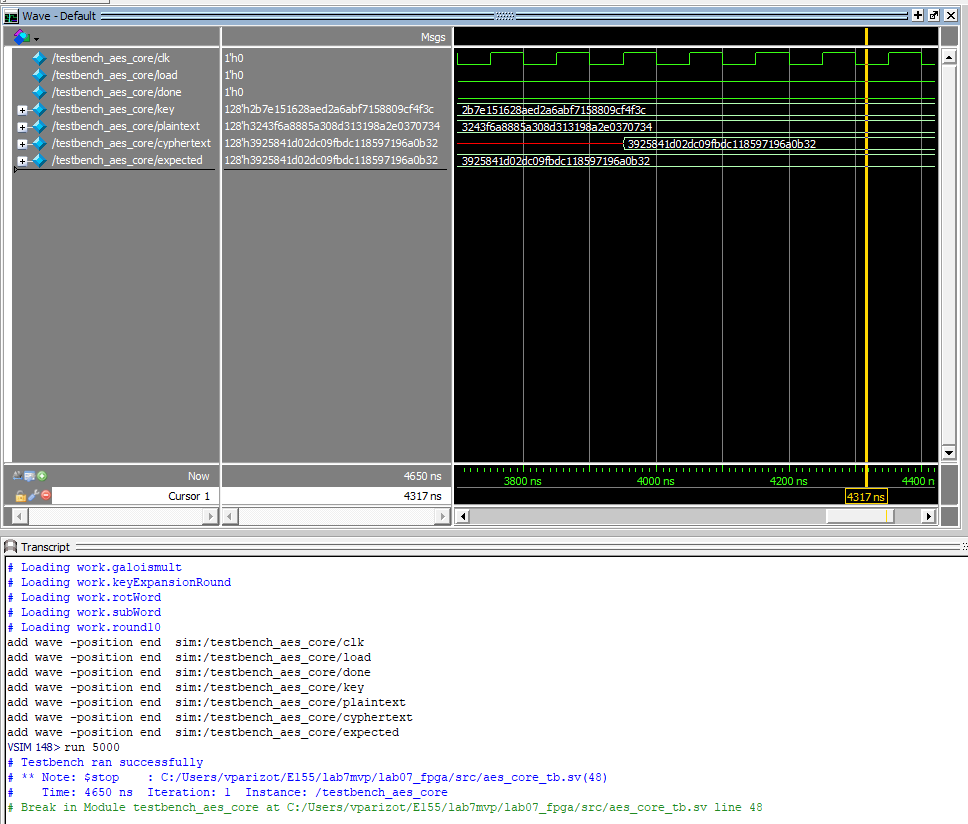 Wave - Default
Msgs
/testbench_aes_core/clk 1'h0
/testbench_aes_core/load 1'h0
/testbench_aes_core/done 1'h0
/testbench_aes_core/key 128'h2b7e151628aed2a6abf7158809cf4f3c 2b7e151628aed2a6abf7158809cf4f3c
/testbench_aes_core/plaintext 128'h3243f6a8885a308d313198a2e0370734 3243f6a8885a308d313198a2e0370734
/testbench_aes_core/cyphertext 128'h3925841d02dc09fbdc118597196a0b32 3925841d02dc09fbdc118597196a0b32
/testbench_aes_core/expected 128'h3925841d02dc09fbdc118597196a0b32 3925841d02dc09fbdc118597196a0b32
Now 4650 ns 3800 ns 4000 ns 4200 ns 4400 n
Cursor 1 4317 ns 4317 ns
Transcript
# Loading work.galoismult
# Loading work.keyExpansionRound
# Loading work.rotWord
# Loading work.subWord
# Loading work.round10
add wave -position end  sim:/testbench_aes_core/clk
add wave -position end  sim:/testbench_aes_core/load
add wave -position end  sim:/testbench_aes_core/done
add wave -position end  sim:/testbench_aes_core/key
add wave -position end  sim:/testbench_aes_core/plaintext
add wave -position end  sim:/testbench_aes_core/cyphertext
add wave -position end  sim:/testbench_aes_core/expected
VSIM 148> run 5000
# Testbench ran successfully
# ** Note: $stop    : C:/Users/vparizot/E155/lab7mvp/lab07_fpga/src/aes_core_tb.sv(48)
#    Time: 4650 ns  Iteration: 1  Instance: /testbench_aes_core
# Break in Module testbench_aes_core at C:/Users/vparizot/E155/lab7mvp/lab07_fpga/src/aes_core_tb.sv line 48